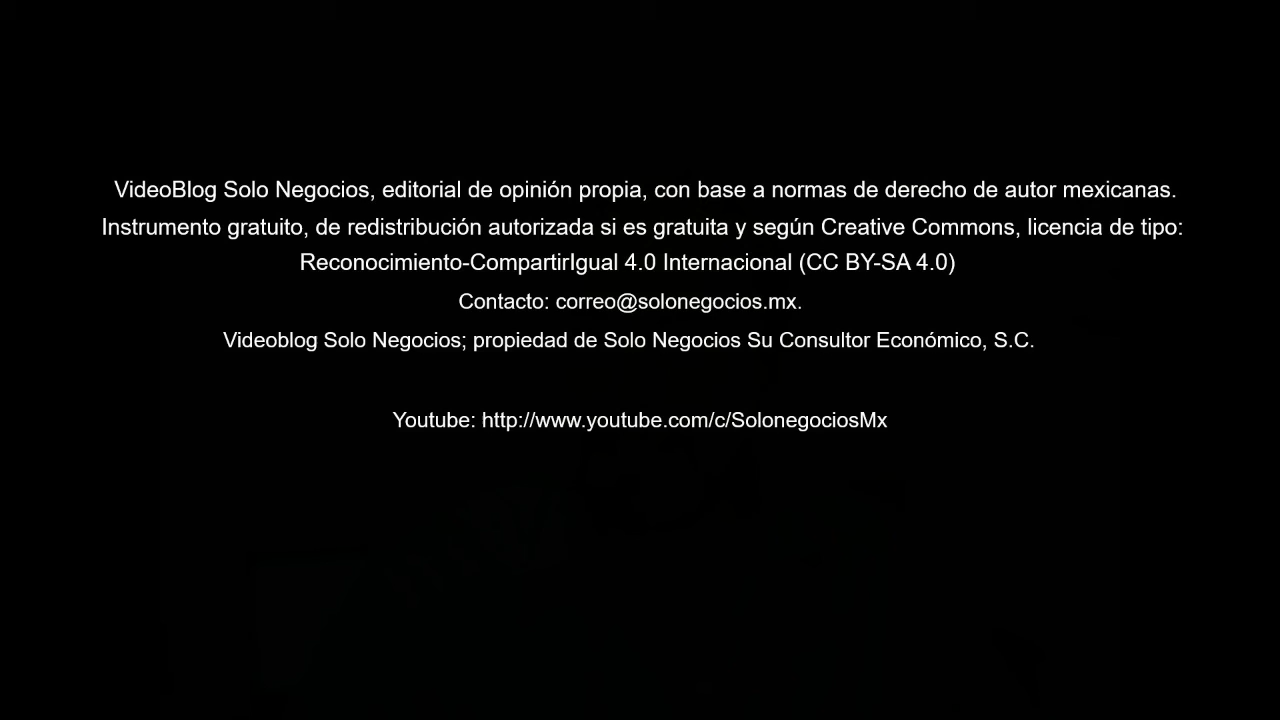 VideoBlog Solo Negocios, editorial de opinión propia, con base a normas de derecho de autor mexicanas.
Instrumento gratuito, de redistribución autorizada si es gratuita y según Creative Commons, licencia de tipo:
Reconocimiento-CompartirIgual 4.0 Internacional (CC BY-SA 4.0)
Contacto: correo@solonegocios.mx.
Videoblog Solo Negocios; propiedad de Solo Negocios Su Consultor Económico, S.C.
Youtube: http://www.youtube.com/c/SolonegociosMx